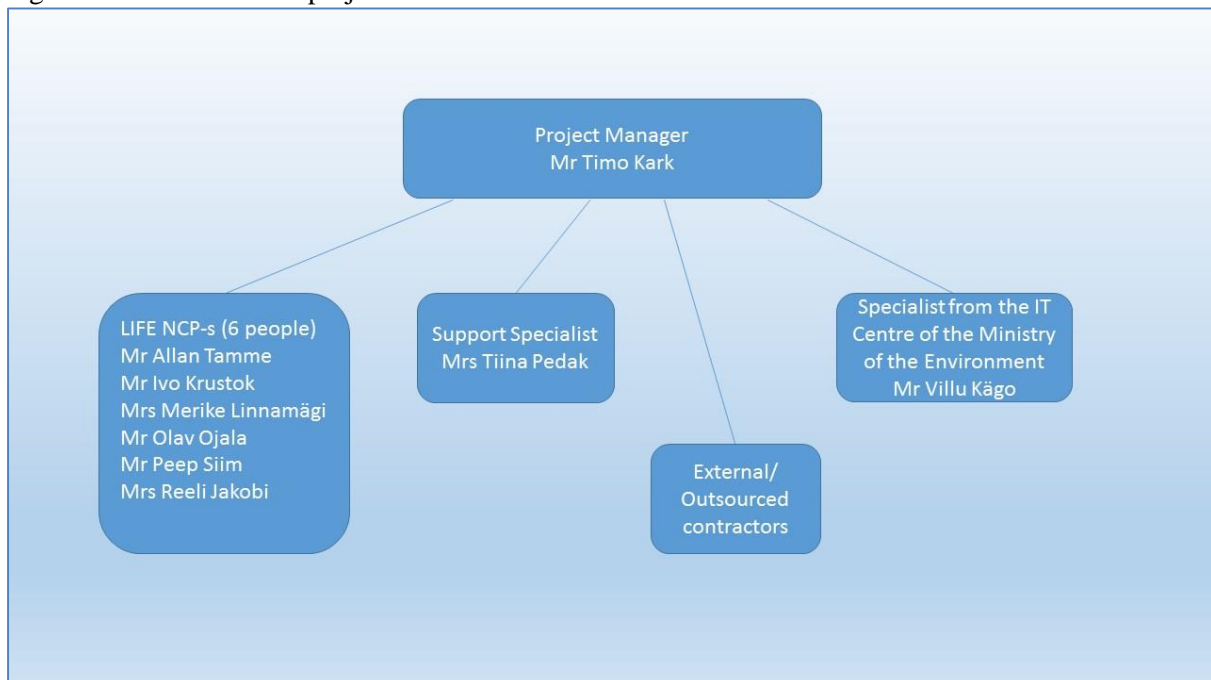 Project Manager
Mr Timo Kark
LIFE NCP-s (6 people)
Mr Allan Tamme
Mr Ivo Krustok
Mrs Merike Linnamägi
Mr Olav Ojala
Mr Peep Siim
Mrs Reeli Jakobi
Support Specialist
Mrs Tiina Pedak
External/
Outsourced
contractors
Specialist from the IT
Centre of the Ministry
of the Environment
Mr Villu Kägo